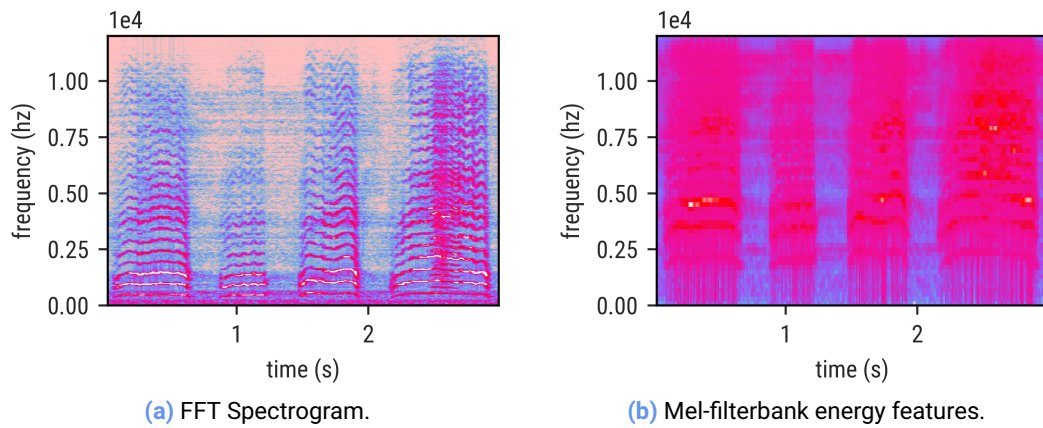 1e4
1.00
0.75
0.50
0.25
0.00
frequency (hz)
1
2
time (s)
(a) FFT Spectrogram.
1e4
1.00
0.75
0.50
0.25
0.00
frequency (hz)
1
2
time (s)
(b) Mel-filterbank energy features.